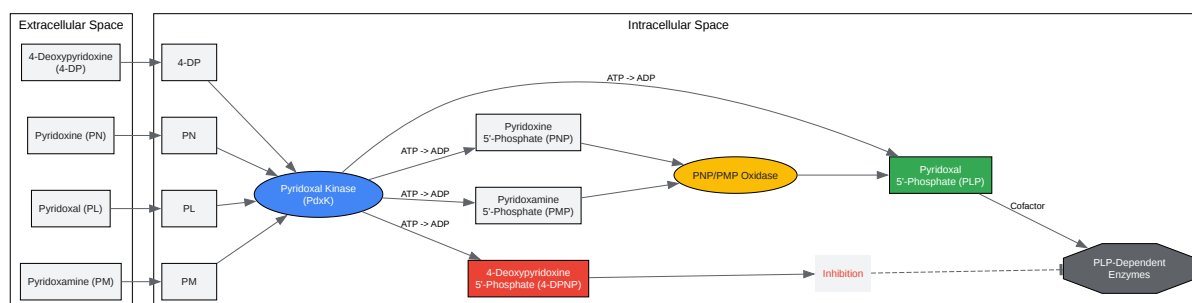 Extracellular Space
Intracellular Space
4-Deoxypyridoxine
(4-DP)
4-DP
ATP -> ADP
Pyridoxine (PN)
PN
ATP -> ADP
Pyridoxine
5'-Phosphate (PNP)
PNP/PMP Oxidase
Pyridoxal
5'-Phosphate (PLP)
Pyridoxal Kinase
(PdxK)
ATP -> ADP
Pyridoxal (PL)
PL
Pyridoxamine
5'-Phosphate (PMP)
Cofactor
ATP -> ADP
Pyridoxamine (PM)
PM
4-Deoxypyridoxine
5'-Phosphate (4-DPNP)
Inhibition
PLP-Dependent
Enzymes